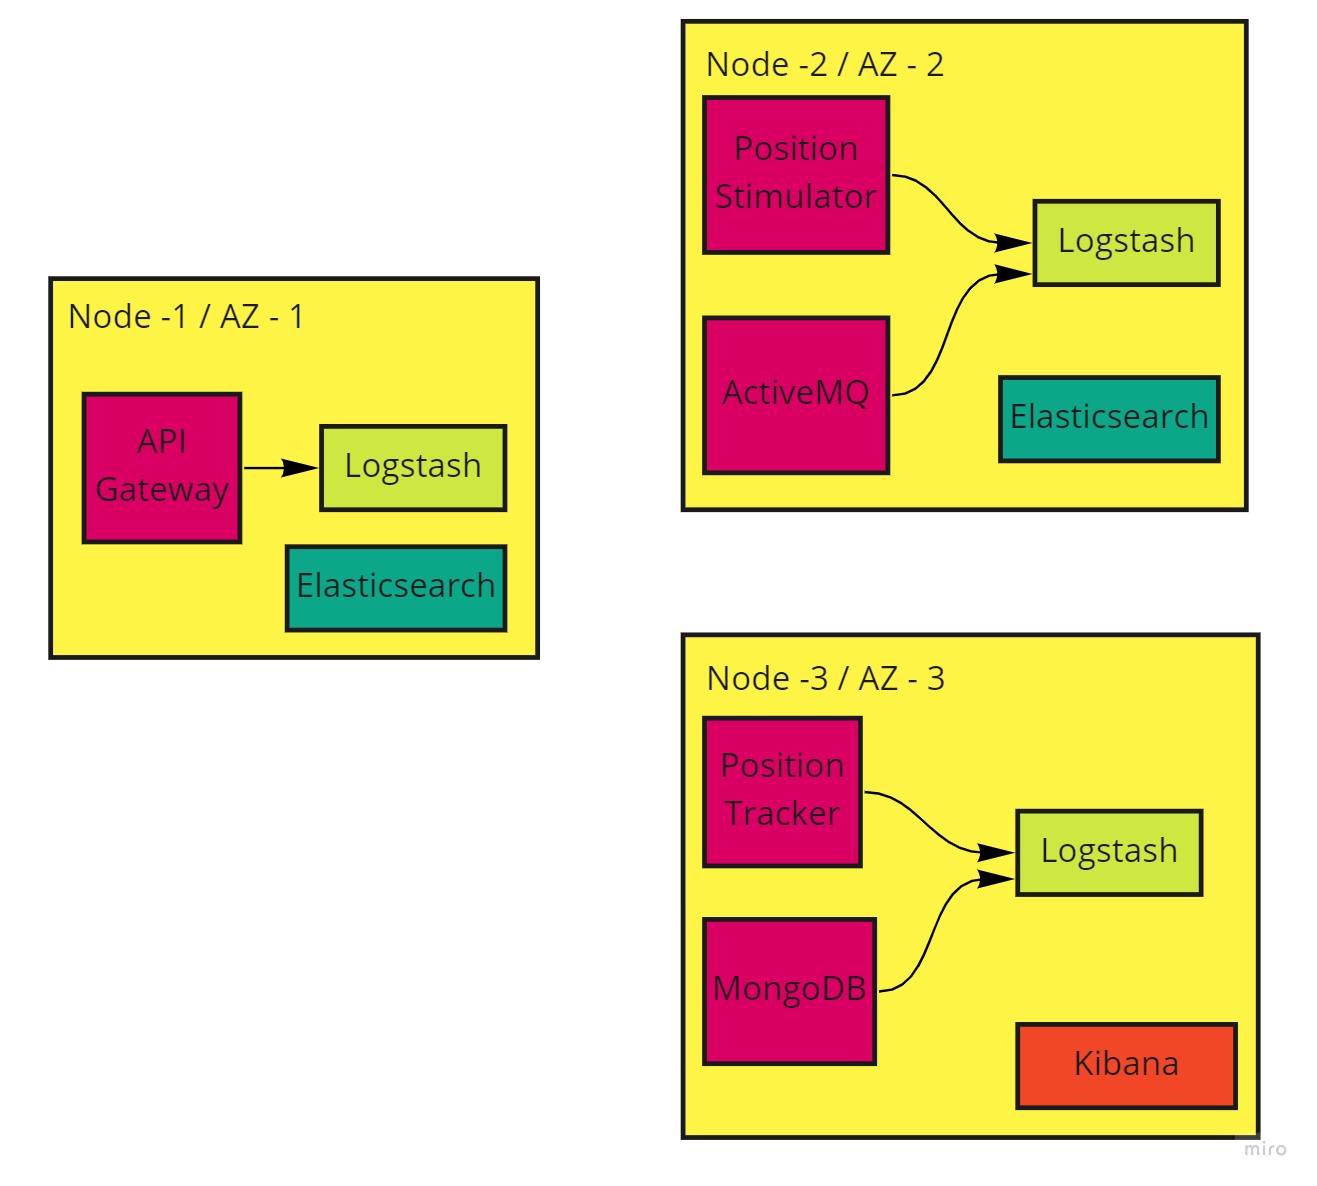 Node -1 / AZ - 1
API
Gateway
Logstash
Elasticsearch
Node -2 / AZ - 2
Position
Stimulator
Logstash
ActiveMQ
Elasticsearch
Node -3 / AZ - 3
Position
Tracker
Logstash
MongoDB
Kibana
miro